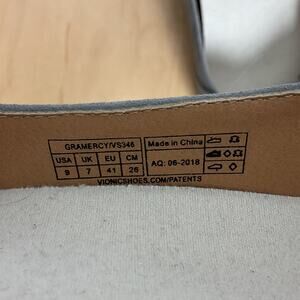 GRAMERCY/VS346
USA UK EU CM
9 7 41 26
Made in China
AQ: 06-2018
VIONICSHOES.COM/PATENTS